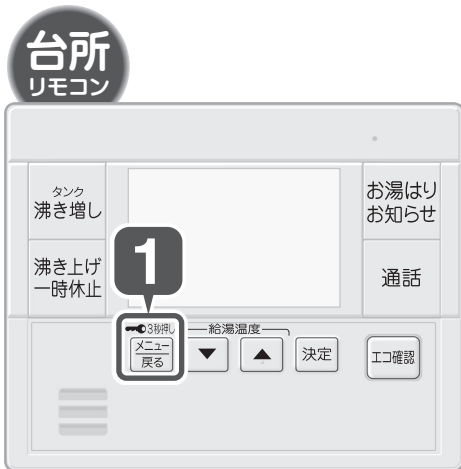 台所
リモコン
タンク
沸き増し
お湯はり
お知らせ
沸き上げ
一時休止
1
通話
3秒押し
給湯温度
メニュー
戻る
▼
▲
決定
エコ確認